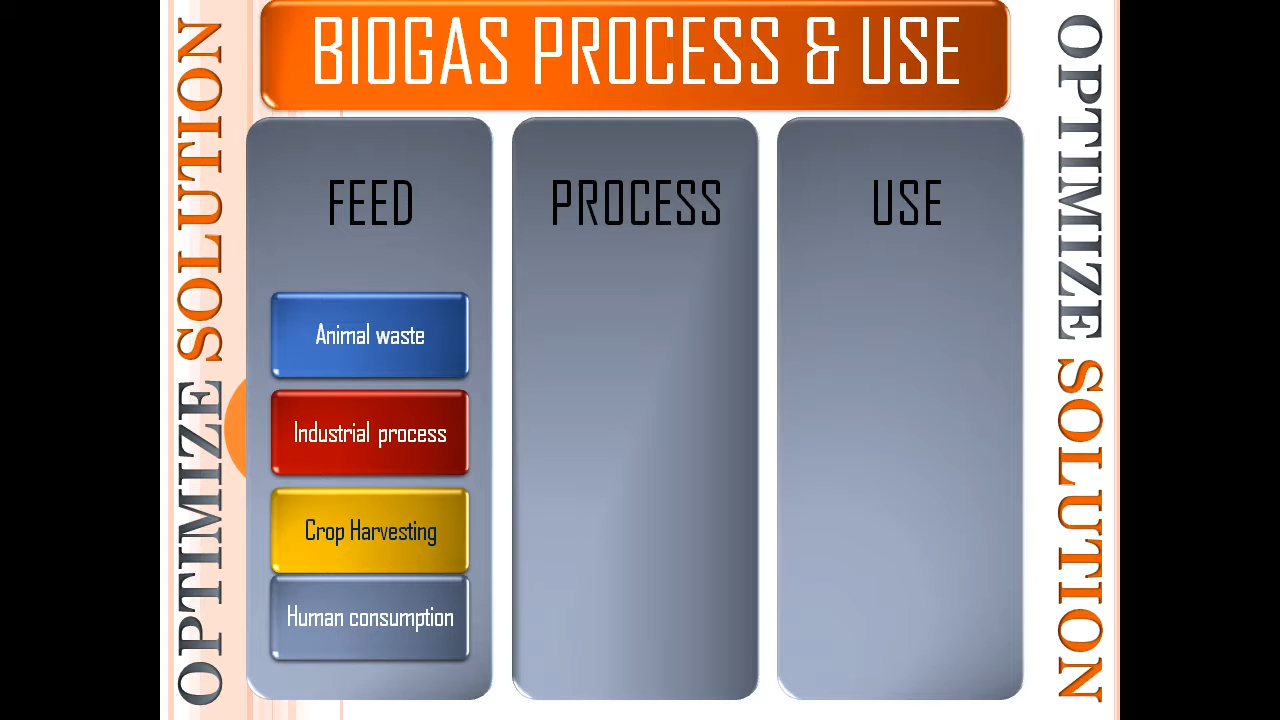 BIOGAS PROCESS & USE
OPTIMIZE SOLUTION
FEED
Animal waste
Industrial process
Crop Harvesting
Human consumption
PROCESS
USE
OPTIMIZE SOLUTION